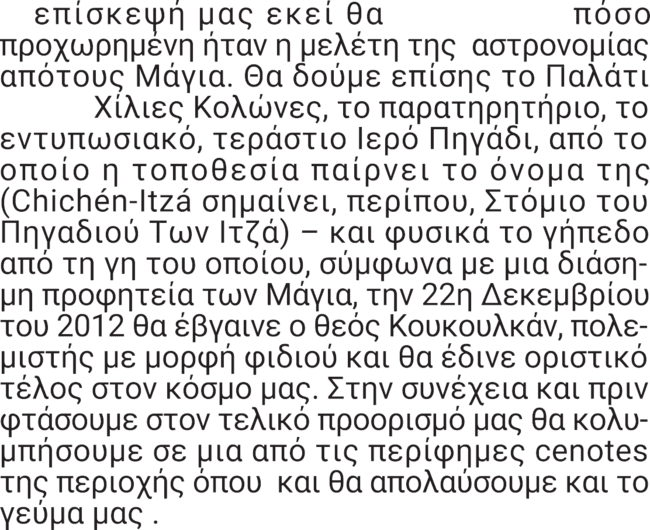 επίσκεψή μας εκεί θα πόσο
προχωρημένη ήταν η μελέτη της αστρονομίας
απότους Μάγια. Θα δούμε επίσης το Παλάτι
Χίλιες Κολώνες, το παρατηρητήριο, το
εντυπωσιακό, τεράστιο Ιερό Πηγάδι, από το
οποίο η τοποθεσία παίρνει το όνομα της
(Chichén-Itzá σημαίνει, περίπου, Στόμιο του
Πηγαδιού Των Ιτζά) – και φυσικά το γήπεδο
από τη γη του οποίου, σύμφωνα με μια διάση-
μη προφητεία των Μάγια, την 22η Δεκεμβρίου
του 2012 θα έβγαινε ο θεός Κουκουλκάν, πολε-
μιστής με μορφή φιδιού και θα έδινε οριστικό
τέλος στον κόσμο μας. Στην συνέχεια και πριν
φτάσουμε στον τελικό προορισμό μας θα κολυ-
μπήσουμε σε μια από τις περίφημες cenotes
της περιοχής όπου και θα απολαύσουμε και το
γεύμα μας .